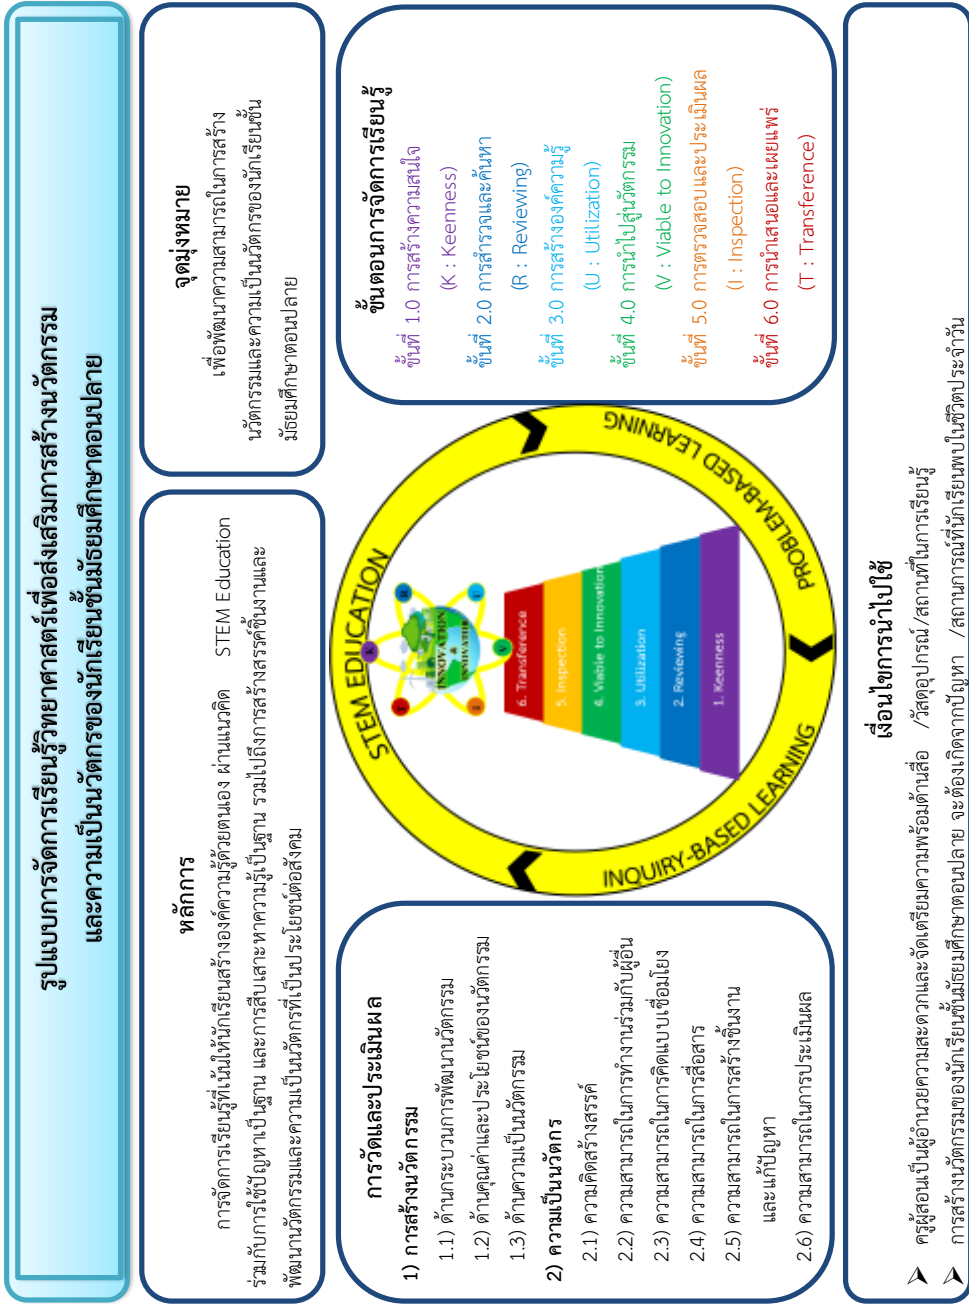 รูปแบบการจัดการเรียนรู้วิทยาศาสตร์เพื่อส่งเสริมการสร้างนวัตกรรม
และความเป็นนวัตกรของนักเรียนชั้นมัธยมศึกษาตอนปลาย
หลักการ
การจัดการเรียนรู้ที่เน้นให้นักเรียนสร้างองค์ความรู้ด้วยตนเอง ผ่านแนวคิด STEM Education
ร่วมกับการใช้ปัญหาเป็นฐาน และการสืบเสาะหาความรู้เป็นฐาน รวมไปถึงการสร้างสรรค์ชิ้นงานและ
พัฒนานวัตกรรมและความเป็นนวัตกรที่เป็นประโยชน์ต่อสังคม
จุดมุ่งหมาย
เพื่อพัฒนาความสามารถในการสร้าง
นวัตกรรมและความเป็นนวัตกรของนักเรียนชั้น
มัธยมศึกษาตอนปลาย
การวัดและประเมินผล
1) การสร้างนวัตกรรม
1.1) ด้านกระบวนการพัฒนานวัตกรรม
1.2) ด้านคุณค่าและประโยชน์ของนวัตกรรม
1.3) ด้านความเป็นนวัตกรรม
2) ความเป็นนวัตกร
2.1) ความคิดสร้างสรรค์
2.2) ความสามารถในการทำงานร่วมกับผู้อื่น
2.3) ความสามารถในการคิดแบบเชื่อมโยง
2.4) ความสามารถในการสื่อสาร
2.5) ความสามารถในการสร้างชิ้นงาน
และแก้ปัญหา
2.6) ความสามารถในการประเมินผล
STEM EDUCATION
K
I
R
INNOVATION
&
INNOVATOR
T
I
V
6. Transference
5. Inspection
4. Viable to Innovation
3. Utilization
2. Reviewing
1. Keenness
INQUIRY-BASED LEARNING
PROBLEM-BASED LEARNING
ขั้นตอนการจัดการเรียนรู้
ขั้นที่ 1.0 การสร้างความสนใจ
(K : Keenness)
ขั้นที่ 2.0 การสำรวจและค้นหา
(R : Reviewing)
ขั้นที่ 3.0 การสร้างองค์ความรู้
(U : Utilization)
ขั้นที่ 4.0 การนำไปสู่นวัตกรรม
(V : Viable to Innovation)
ขั้นที่ 5.0 การตรวจสอบและประเมินผล
(I : Inspection)
ขั้นที่ 6.0 การนำเสนอและเผยแพร่
(T : Transference)
เงื่อนไขการนำไปใช้
ครูผู้สอนเป็นผู้อำนวยความสะดวกและจัดเตรียมความพร้อมด้านสื่อ /วัสดุอุปกรณ์/สถานที่ในการเรียนรู้
การสร้างนวัตกรรมของนักเรียนชั้นมัธยมศึกษาตอนปลาย จะต้องเกิดจากปัญหา /สถานการณ์ที่นักเรียนพบในชีวิตประจำวัน